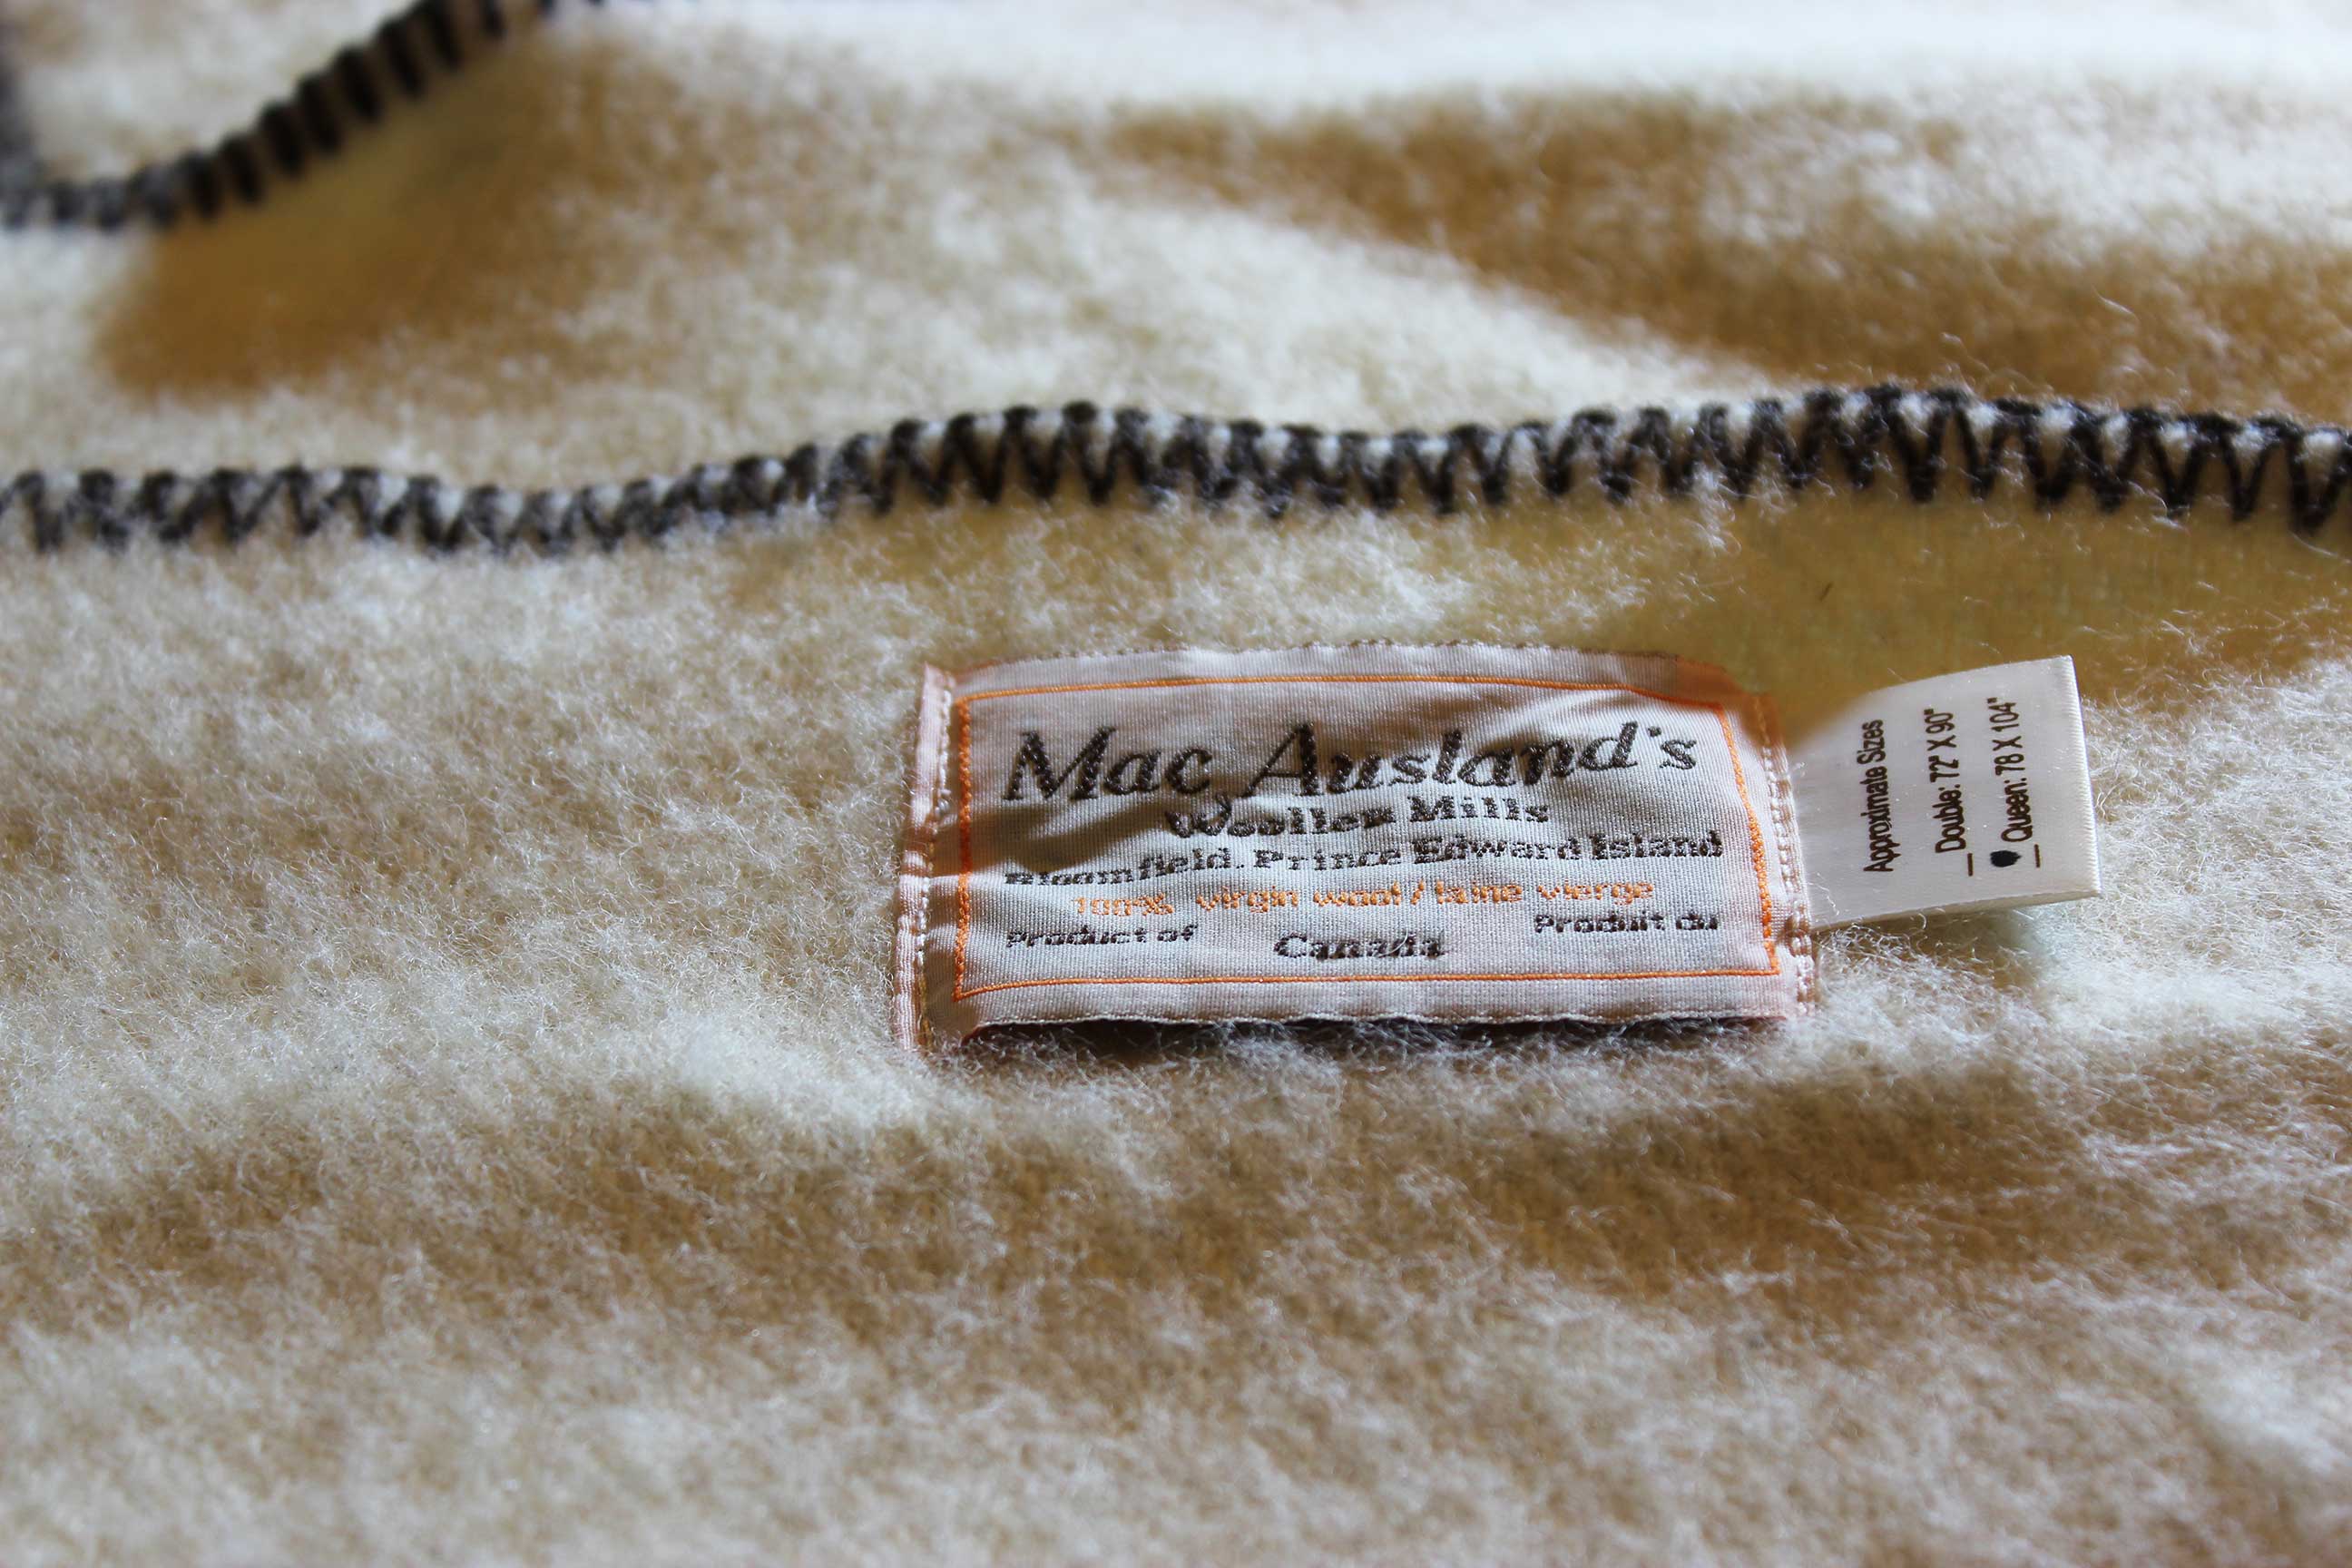 Mac Ausland's
Woollen Mills
Bloomfield, Prince Edward Island
100% virgin wool / laine vierge
Product of Canada Produit du
Approximate Sizes
_ Double: 72" X 90"
_ Queen: 78 X 104"